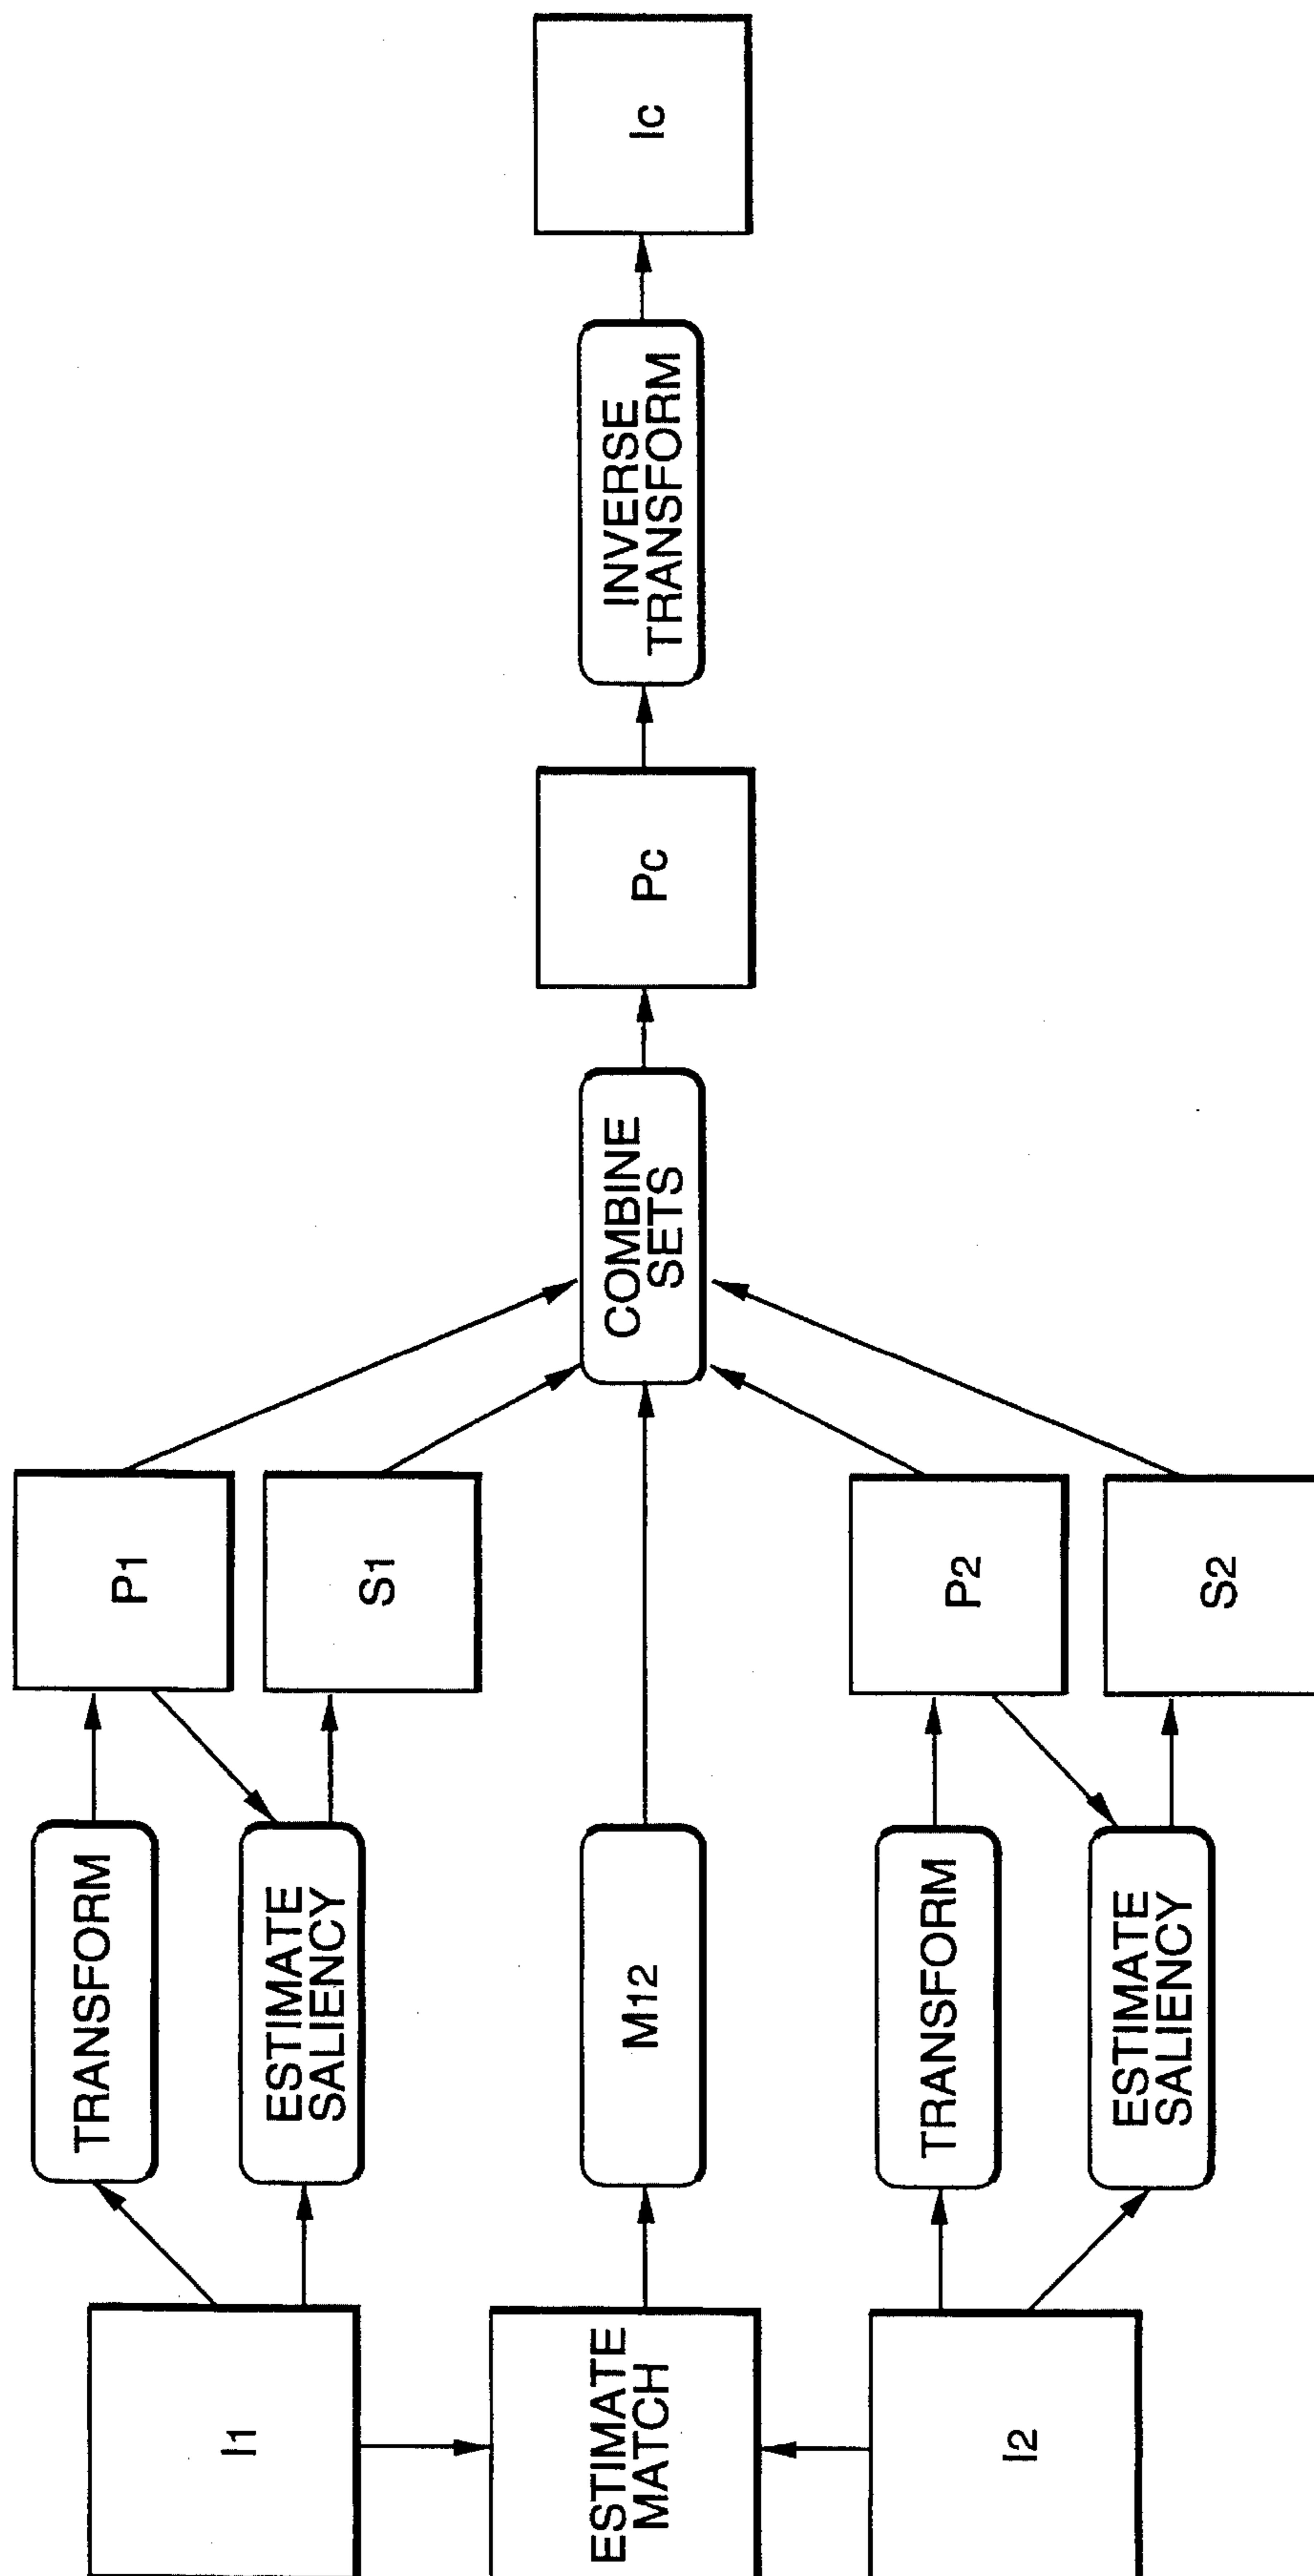 I1
TRANSFORM
P1
ESTIMATE
SALIENCY
S1
ESTIMATE
MATCH
M12
COMBINE
SETS
Pc
INVERSE
TRANSFORM
Ic
I2
TRANSFORM
P2
ESTIMATE
SALIENCY
S2